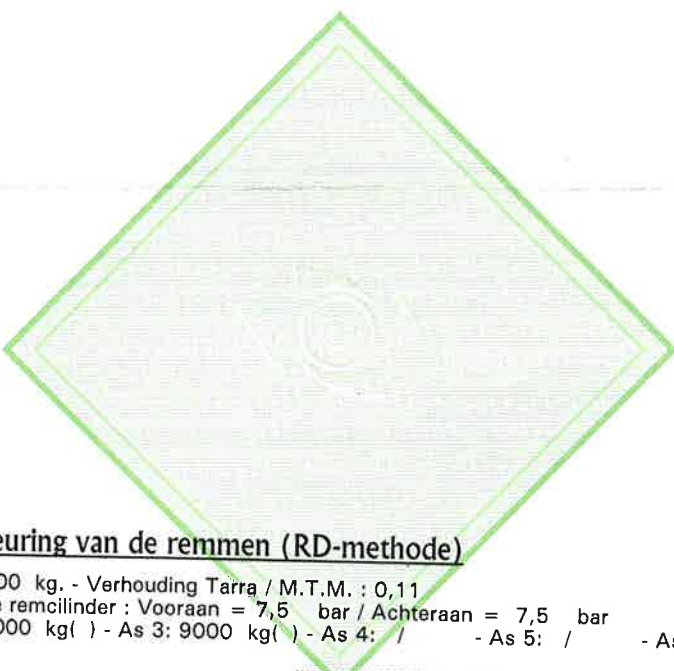 euring van de remmen (RD-methode)
00 kg. - Verhouding Tarra / M.T.M. : 0,11
e remcilinder : Vooraan = 7,5 bar / Achteraan = 7,5 bar
000 kg( ) - As 3: 9000 kg( ) - As 4: / - As 5: / - As